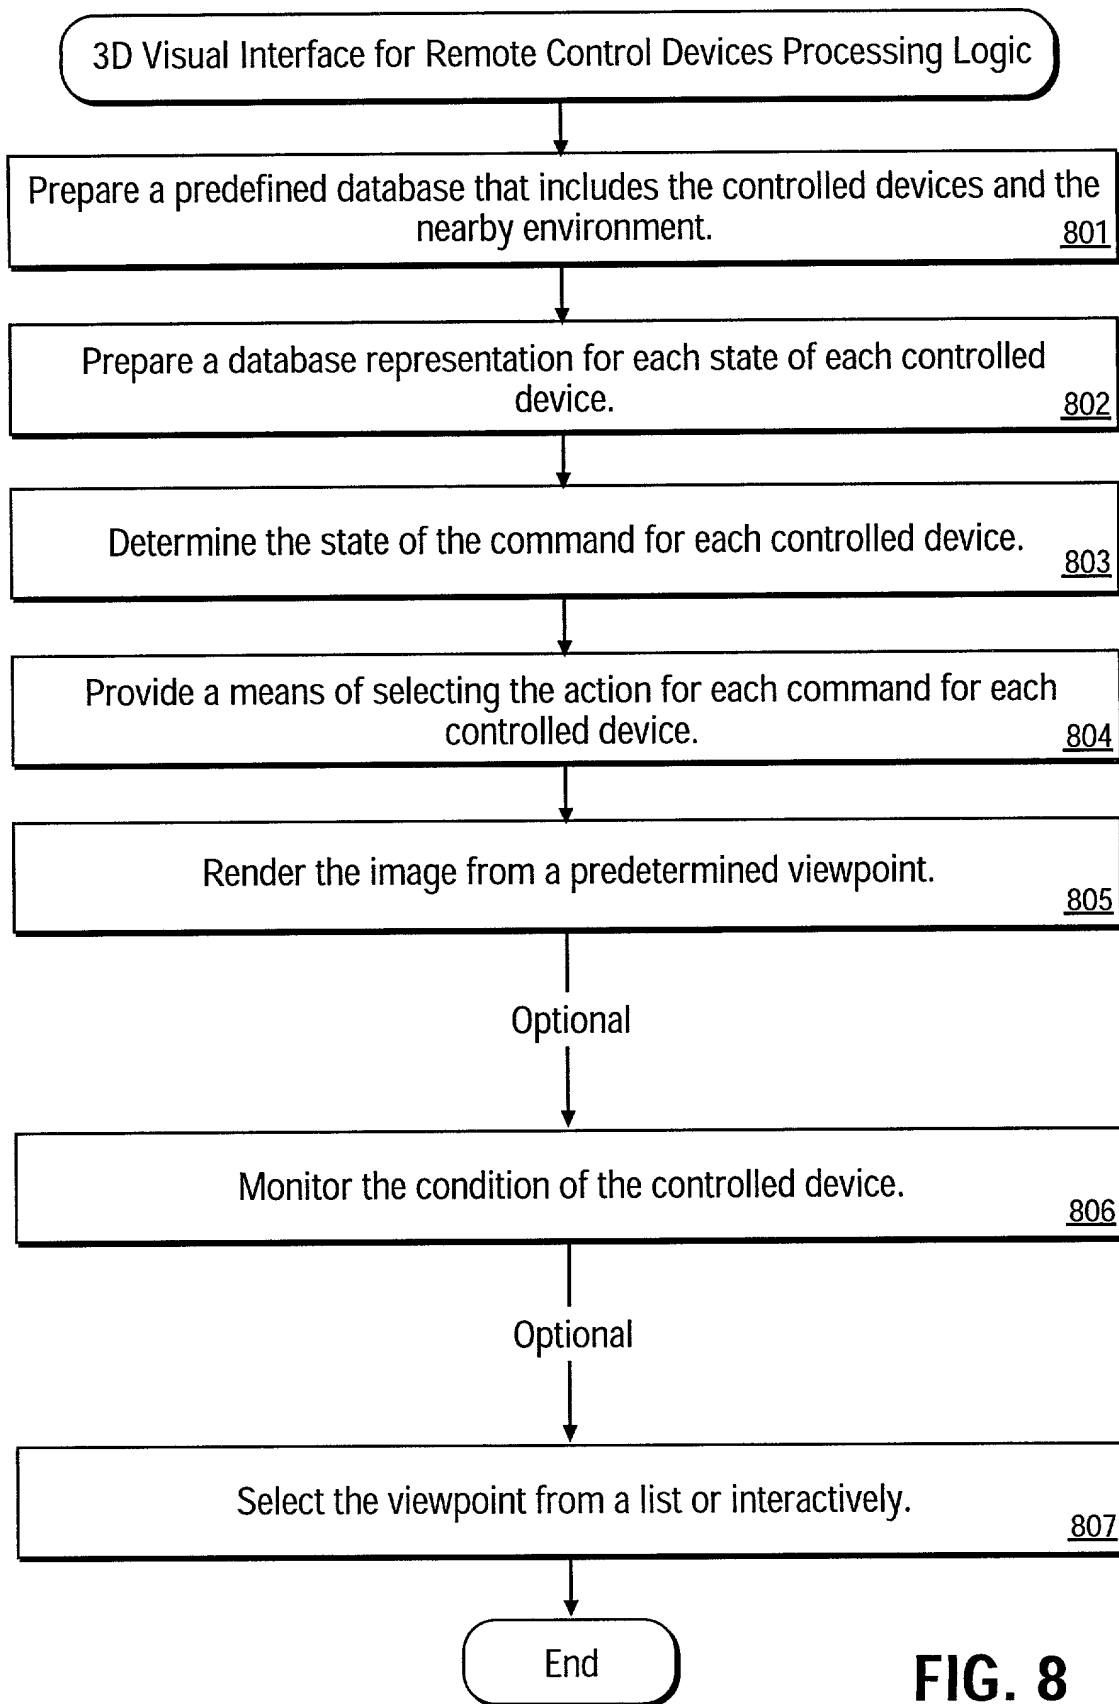 3D Visual Interface for Remote Control Devices Processing Logic
Prepare a predefined database that includes the controlled devices and the
nearby environment.
801
Prepare a database representation for each state of each controlled
device.
802
Determine the state of the command for each controlled device.
803
Provide a means of selecting the action for each command for each
controlled device.
804
Render the image from a predetermined viewpoint.
805
Optional
Monitor the condition of the controlled device.
806
Optional
Select the viewpoint from a list or interactively.
807
End
FIG. 8